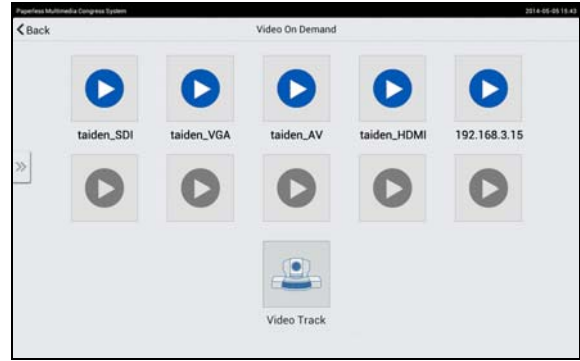 Paperless Multimedia Congress System 2014-05-05 15:43
Back Video On Demand
taiden_SDI taiden_VGA taiden_AV taiden_HDMI 192.168.3.15
Video Track